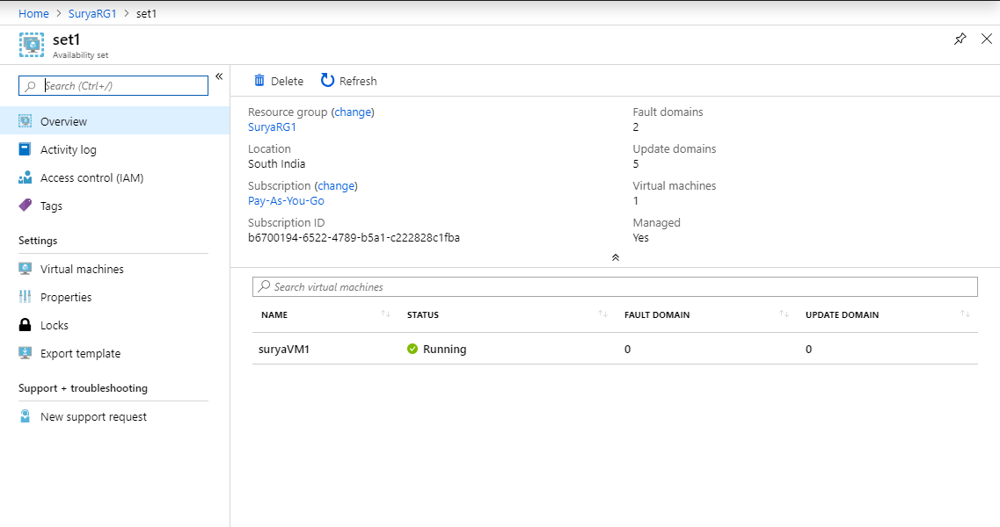 Home > SuryaRG1 > set1
set1
Availability set
Search (Ctrl+/)
«
Overview
Activity log
Access control (IAM)
Tags
Settings
Virtual machines
Properties
Locks
Export template
Support + troubleshooting
New support request
Delete Refresh
Resource group (change)
SuryaRG1
Location
South India
Subscription (change)
Pay-As-You-Go
Subscription ID
b6700194-6522-4789-b5a1-c222828c1fba
Fault domains
2
Update domains
5
Virtual machines
1
Managed
Yes
Search virtual machines
NAME STATUS FAULT DOMAIN UPDATE DOMAIN
suryaVM1 Running 0 0